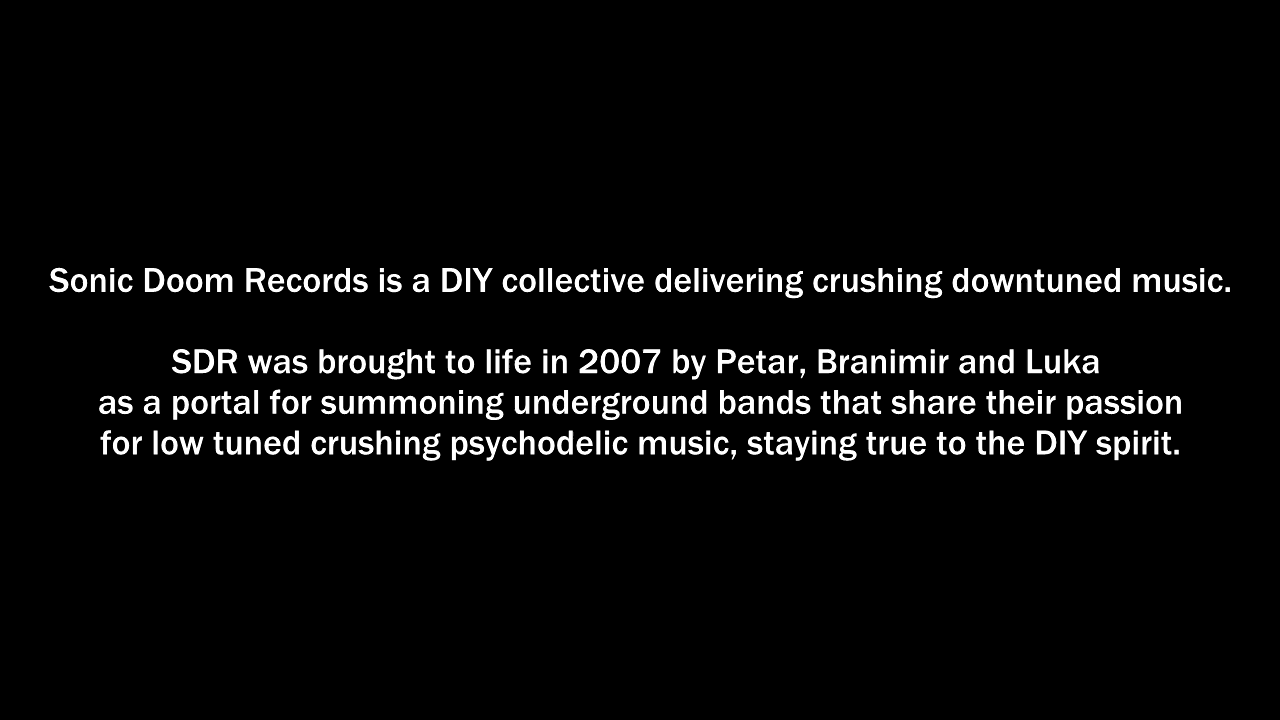 Sonic Doom Records is a DIY collective delivering crushing downtuned music.
SDR was brought to life in 2007 by Petar, Branimir and Luka
as a portal for summoning underground bands that share their passion
for low tuned crushing psychodelic music, staying true to the DIY spirit.